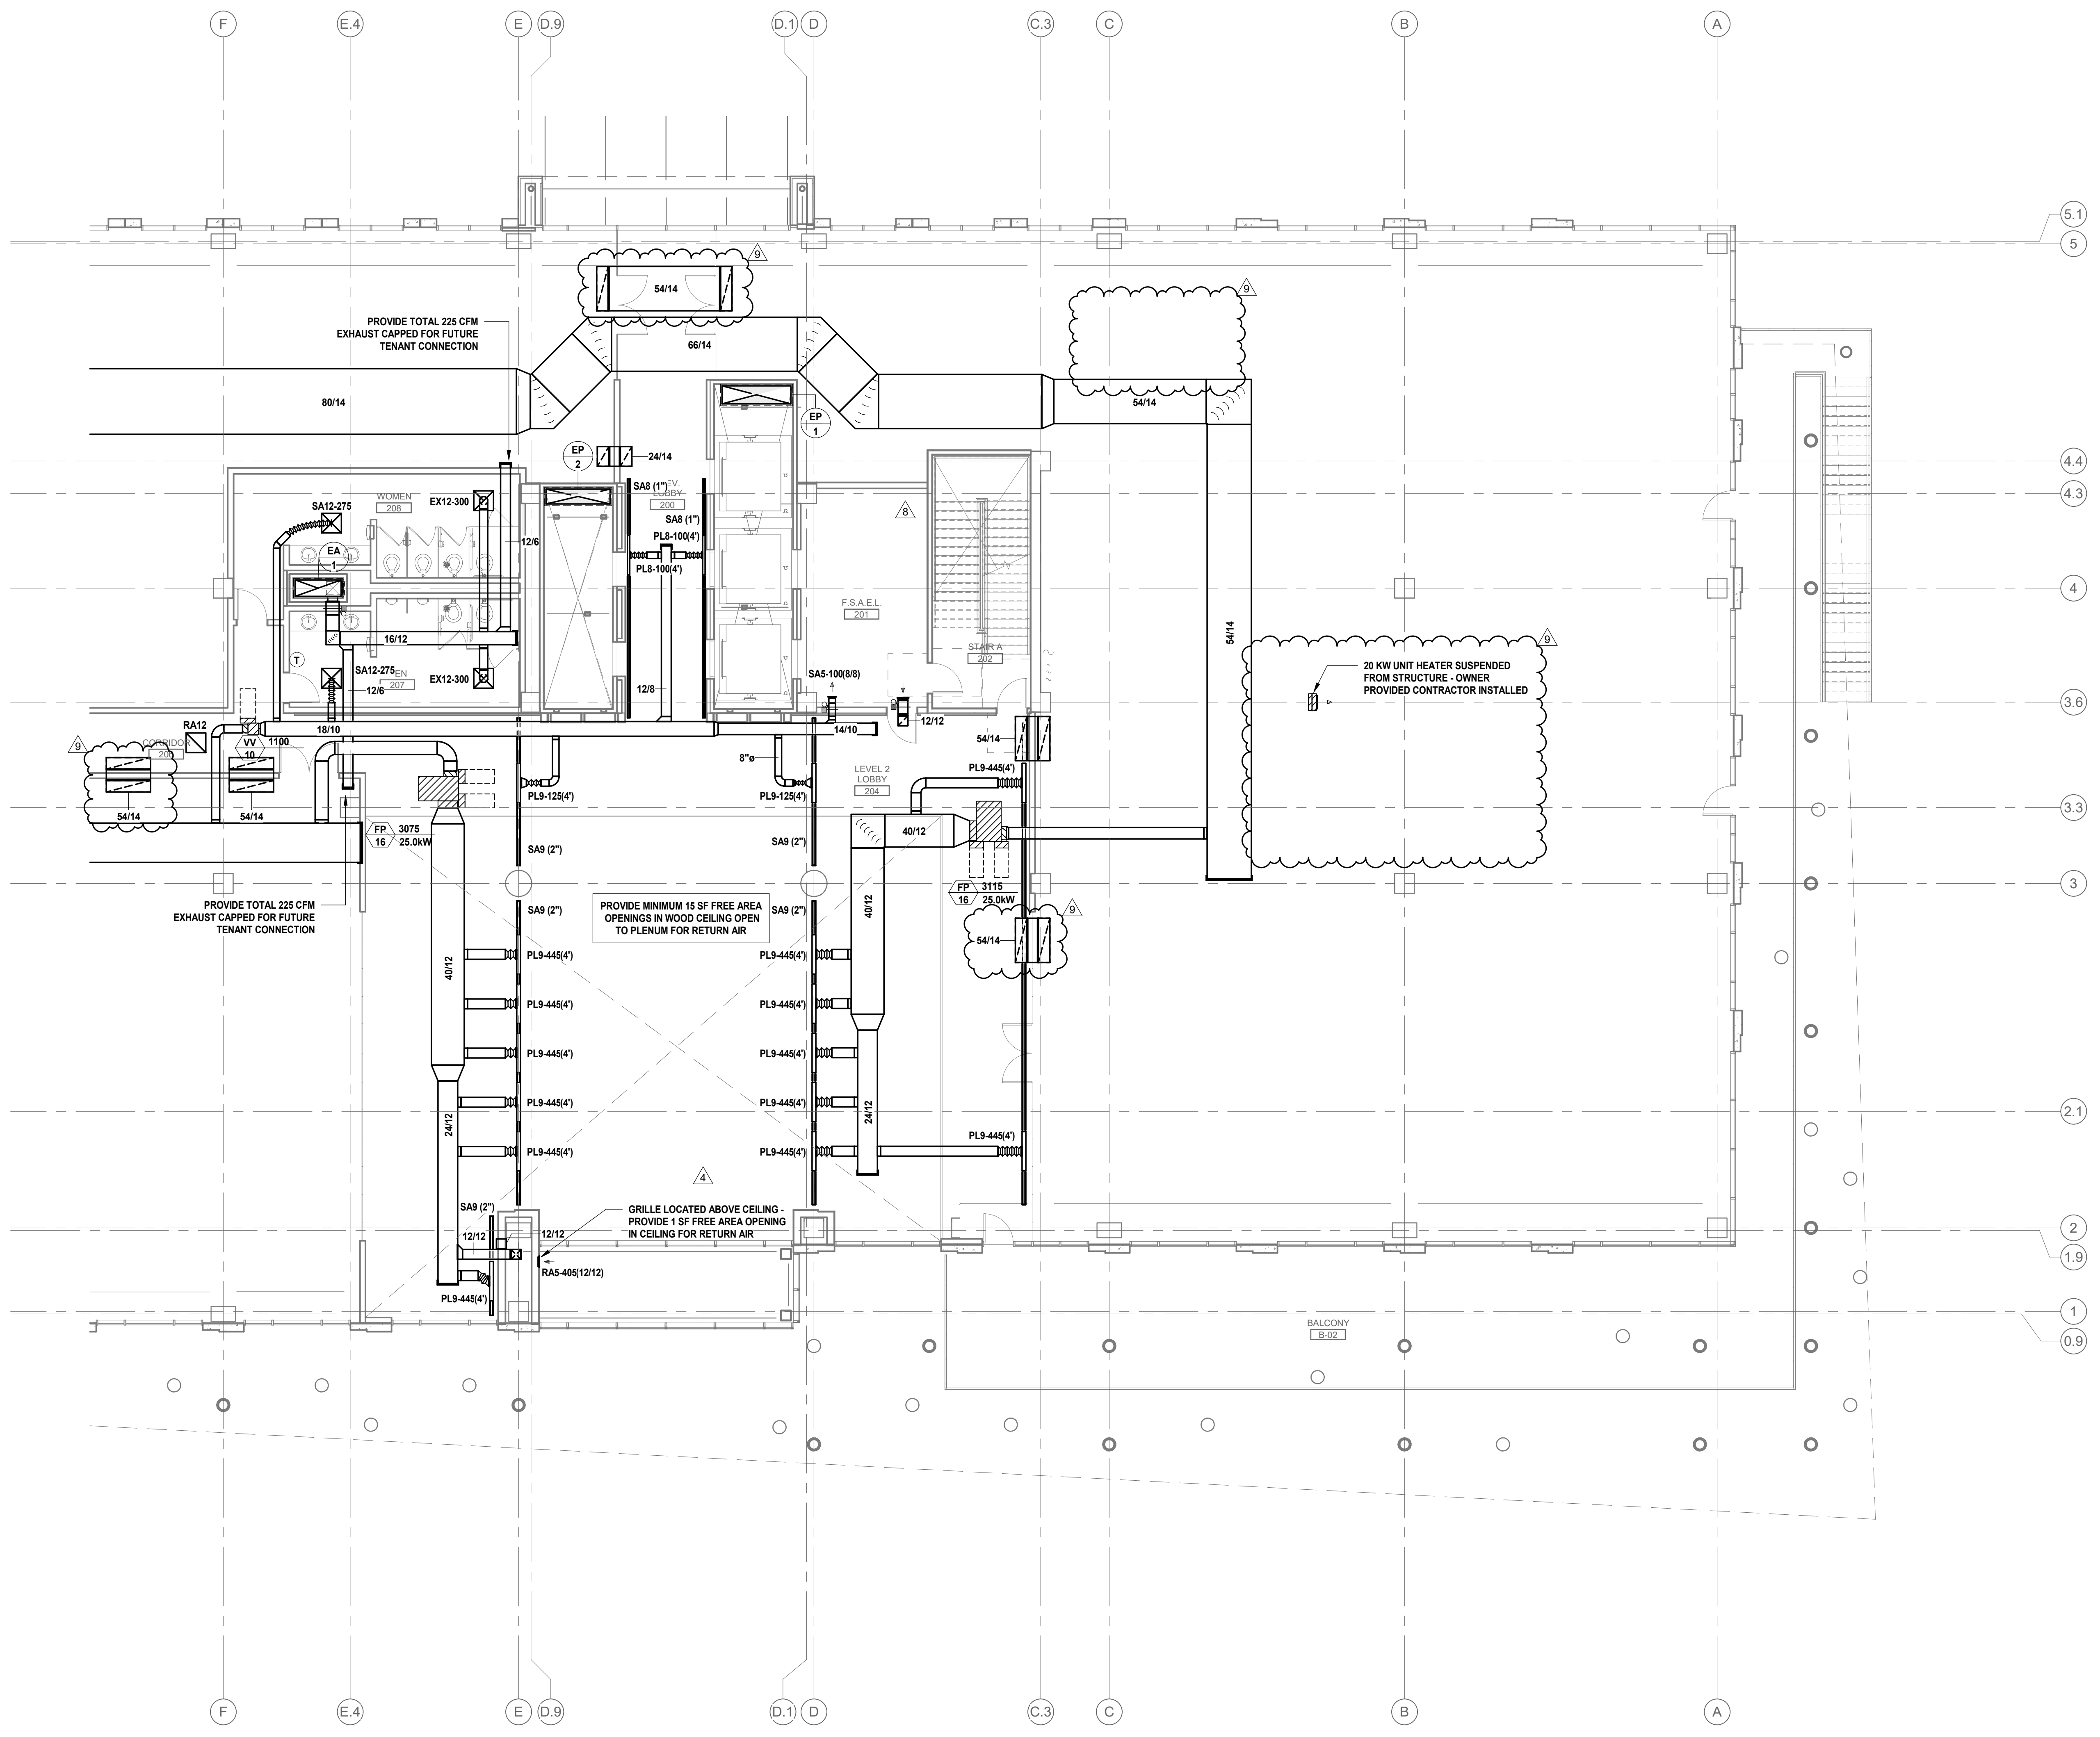 F
E.4
E
D.9
D.1
D
C.3
C
B
A
5.1
5
9
54/14
9
PROVIDE TOTAL 225 CFM
EXHAUST CAPPED FOR FUTURE
TENANT CONNECTION
66/14
80/14
54/14
EP
1
EP
2
24/14
4.4
4.3
WOMEN
208
EX12-300
SA12-275
SA8 (1")
LOBBY
200
SA8 (1")
8
PL8-100(4')
12/6
PL8-100(4')
EA
1
4
F.S.A.E.L.
201
16/12
54/14
9
STAIR A
202
T
SA12-275
207
EX12-300
12/6
12/8
SA5-100(8/8)
20 KW UNIT HEATER SUSPENDED
FROM STRUCTURE - OWNER
PROVIDED CONTRACTOR INSTALLED
3.6
RA12
18/10
14/10
12/12
9
CORRIDOR
VV
10
1100
54/14
8"ø
LEVEL 2
LOBBY
204
PL9-445(4')
PL9-125(4')
PL9-125(4')
3.3
54/14
54/14
FP
16
3075
25.0kW
40/12
SA9 (2")
SA9 (2")
FP
16
3115
25.0kW
3
PROVIDE TOTAL 225 CFM
EXHAUST CAPPED FOR FUTURE
TENANT CONNECTION
SA9 (2")
PROVIDE MINIMUM 15 SF FREE AREA
OPENINGS IN WOOD CEILING OPEN
TO PLENUM FOR RETURN AIR
SA9 (2")
40/12
9
54/14
40/12
PL9-445(4')
PL9-445(4')
PL9-445(4')
PL9-445(4')
PL9-445(4')
PL9-445(4')
24/12
PL9-445(4')
PL9-445(4')
24/12
2.1
PL9-445(4')
PL9-445(4')
PL9-445(4')
4
SA9 (2")
GRILLE LOCATED ABOVE CEILING -
PROVIDE 1 SF FREE AREA OPENING
IN CEILING FOR RETURN AIR
12/12
12/12
2
1.9
RA5-405(12/12)
PL9-445(4')
1
BALCONY
B-02
0.9
F
E.4
E
D.9
D.1
D
C.3
C
B
A